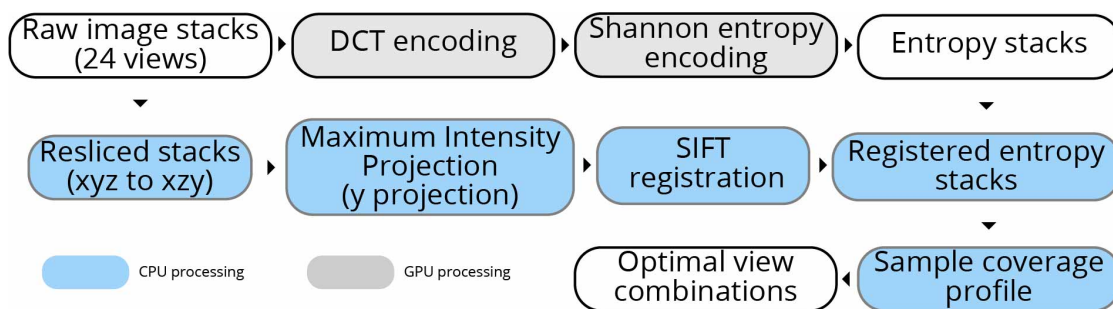 Raw image stacks
(24 views)
DCT encoding
Shannon entropy
encoding
Entropy stacks
Resliced stacks
(xyz to xzy)
Maximum Intensity
Projection
(y projection)
SIFT
registration
Registered entropy
stacks
CPU processing
GPU processing
Optimal view
combinations
Sample coverage
profile